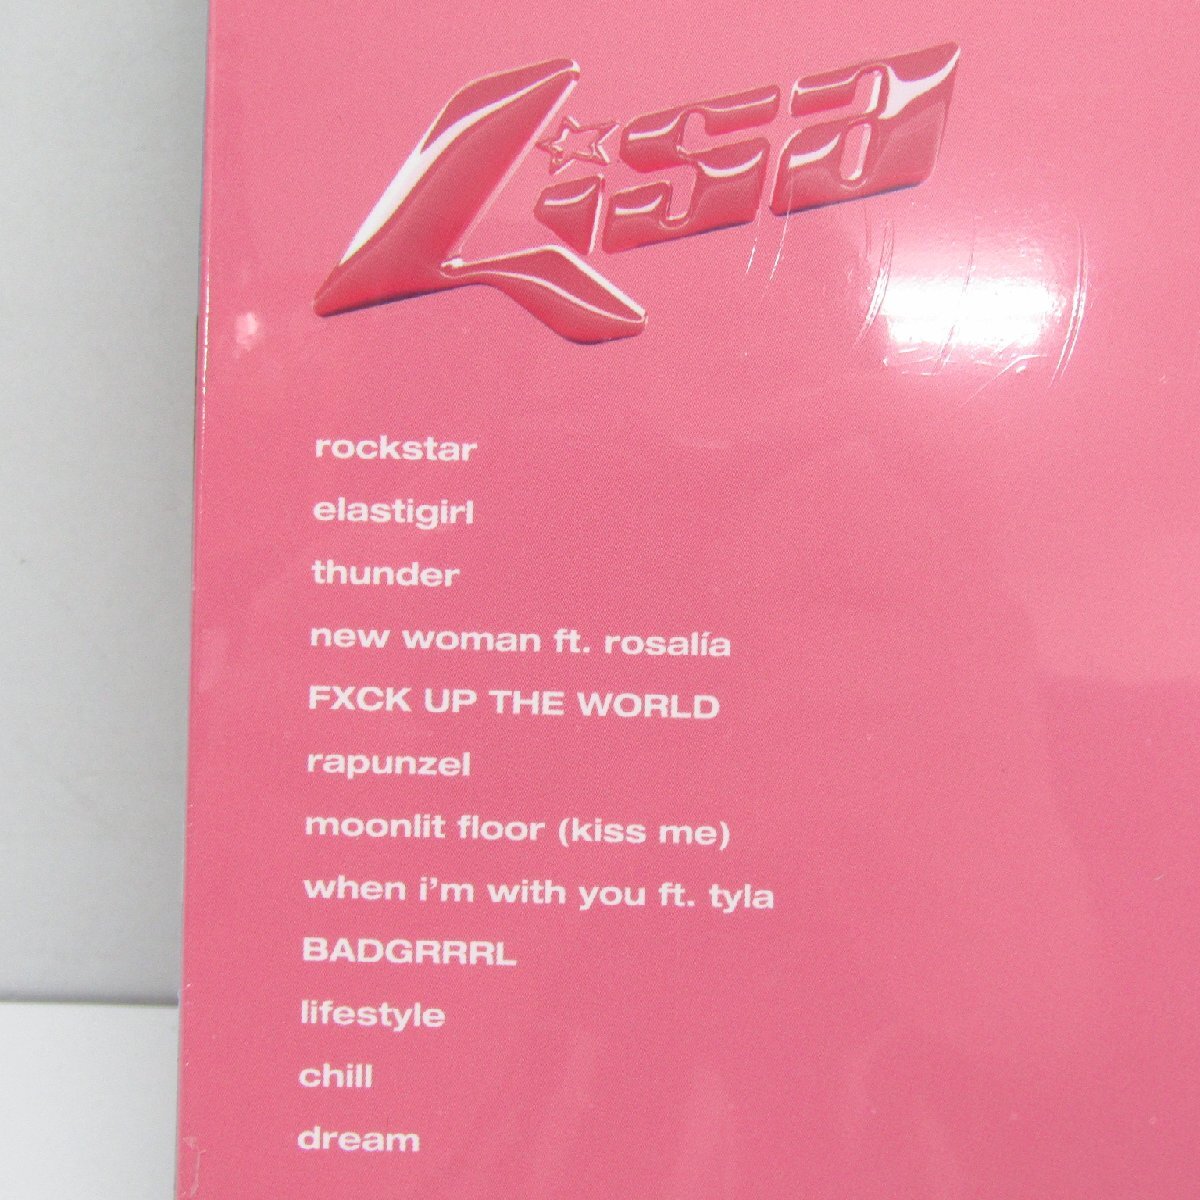 Lisa
rockstar
elastigirl
thunder
new woman ft. rosalía
FXCK UP THE WORLD
rapunzel
moonlit floor (kiss me)
when i'm with you ft. tyla
BADGRRRL
lifestyle
chill
dream